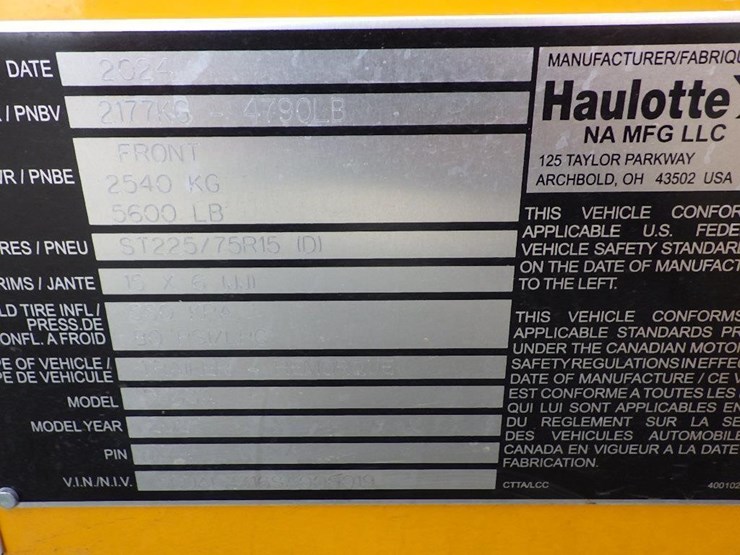 DATE 2024
/ PNBV 2177KG - 4790LB
VR / PNBE FRONT
2540 KG
5600 LB
RES / PNEU ST225/75R15 (D)
RIMS / JANTE 15 X 6
LD TIRE INFL /
PRESS.DE
ONFL. A FROID
PE OF VEHICLE /
PE DE VEHICULE
MODEL
MODEL YEAR
PIN
V.I.N./N.I.V.
MANUFACTURER/FABRIQU
Haulotte
NA MFG LLC
125 TAYLOR PARKWAY
ARCHBOLD, OH 43502 USA
THIS VEHICLE CONFOR
APPLICABLE U.S. FEDE
VEHICLE SAFETY STANDAR
ON THE DATE OF MANUFACT
TO THE LEFT.
THIS VEHICLE CONFORMS
APPLICABLE STANDARDS PR
UNDER THE CANADIAN MOTO
SAFETY REGULATIONS IN EFFE
DATE OF MANUFACTURE / CE V
EST CONFORME A TOUTES LES
QUI LUI SONT APPLICABLES EN
DU REGLEMENT SUR LA SE
DES VEHICULES AUTOMOBILE
CANADA EN VIGUEUR A LA DATE
FABRICATION.
CTTA/LCC 400102